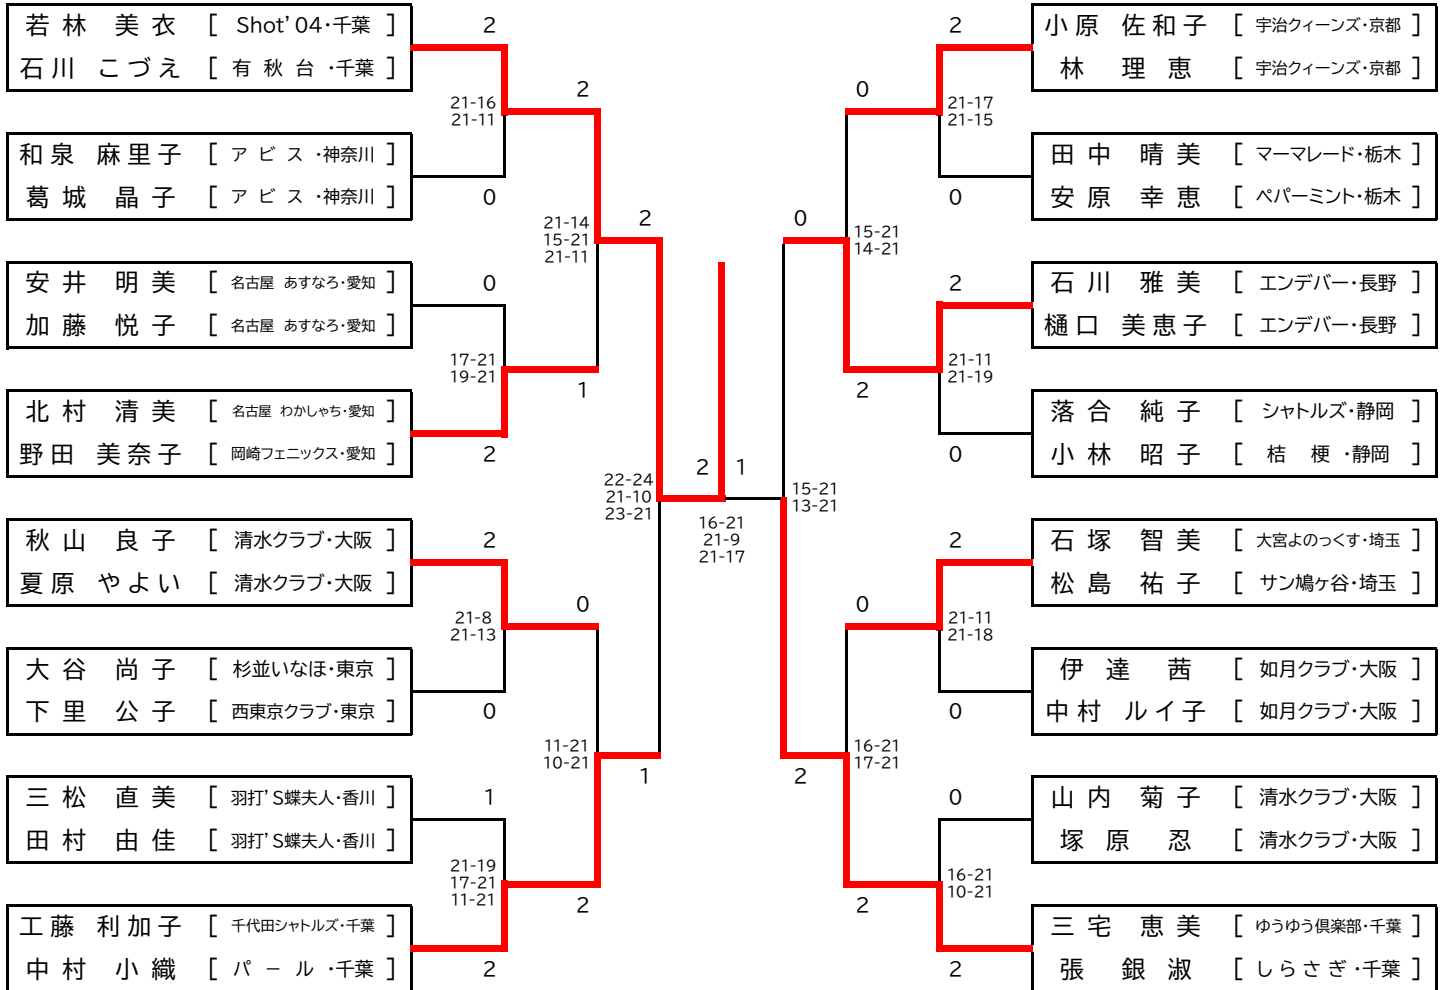 若林 美衣 [ Shot’04・千葉 ]
石川 こづえ [ 有秋台・千葉 ]
和泉 麻里子 [ アビス・神奈川 ]
葛城 晶子 [ アビス・神奈川 ]
安井 明美 [ 名古屋 あすなろ・愛知 ]
加藤 悦子 [ 名古屋 あすなろ・愛知 ]
北村 清美 [ 名古屋 わかしゃち・愛知 ]
野田 美奈子 [ 岡崎フェニックス・愛知 ]
秋山 良子 [ 清水クラブ・大阪 ]
夏原 やよい [ 清水クラブ・大阪 ]
大谷 尚子 [ 杉並いなほ・東京 ]
下里 公子 [ 西東京クラブ・東京 ]
三松 直美 [ 羽打’S蝶夫人・香川 ]
田村 由佳 [ 羽打’S蝶夫人・香川 ]
工藤 利加子 [ 千代田シャトルズ・千葉 ]
中村 小織 [ パール・千葉 ]
2
21-16
21-11
0
0
17-21
19-21
2
2
21-8
21-13
0
1
21-19
17-21
11-21
2
2
21-14
15-21
21-11
1
0
11-21
10-21
2
2
22-24
21-10
23-21
1
2
1
16-21
21-9
21-17
0
15-21
13-21
2
0
15-21
14-21
2
0
16-21
17-21
2
2
21-17
21-15
0
2
21-11
21-19
0
2
21-11
21-18
0
0
16-21
10-21
2
小原 佐和子 [ 宇治クィーンズ・京都 ]
林 理恵 [ 宇治クィーンズ・京都 ]
田中 晴美 [ マーマレード・栃木 ]
安原 幸恵 [ ペパーミント・栃木 ]
石川 雅美 [ エンデバー・長野 ]
樋口 美恵子 [ エンデバー・長野 ]
落合 純子 [ シャトルズ・静岡 ]
小林 昭子 [ 桔梗・静岡 ]
石塚 智美 [ 大宮よのっくす・埼玉 ]
松島 祐子 [ サン鳩ヶ谷・埼玉 ]
伊達 茜 [ 如月クラブ・大阪 ]
中村 ルイ子 [ 如月クラブ・大阪 ]
山内 菊子 [ 清水クラブ・大阪 ]
塚原 忍 [ 清水クラブ・大阪 ]
三宅 恵美 [ ゆうゆう倶楽部・千葉 ]
張 銀淑 [ しらさぎ・千葉 ]